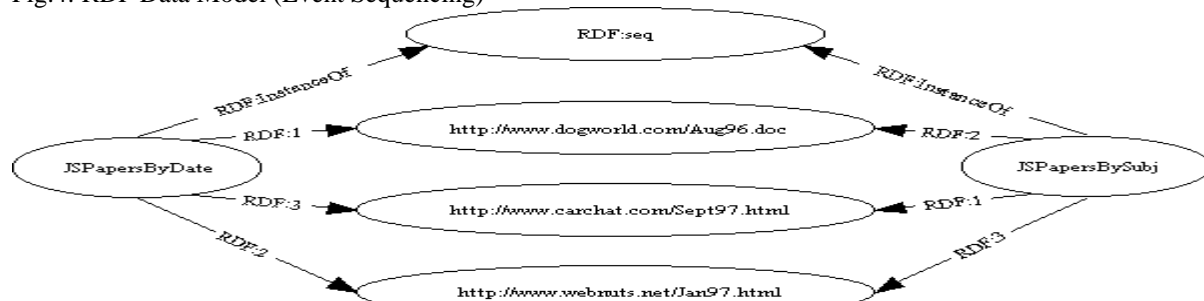 Fig.4. RDF Data Model (Event Sequencing)
RDF:seq
RDF:InstanceOf
RDF:InstanceOf
RDF:1
http://www.dogworld.com/Aug96.doc
RDF:2
JSPapersByDate
JSPapersBySubj
RDF:3
http://www.carchat.com/Sept97.html
RDF:1
RDF:2
RDF:3
http://www.webnuts.net/Jan97.html